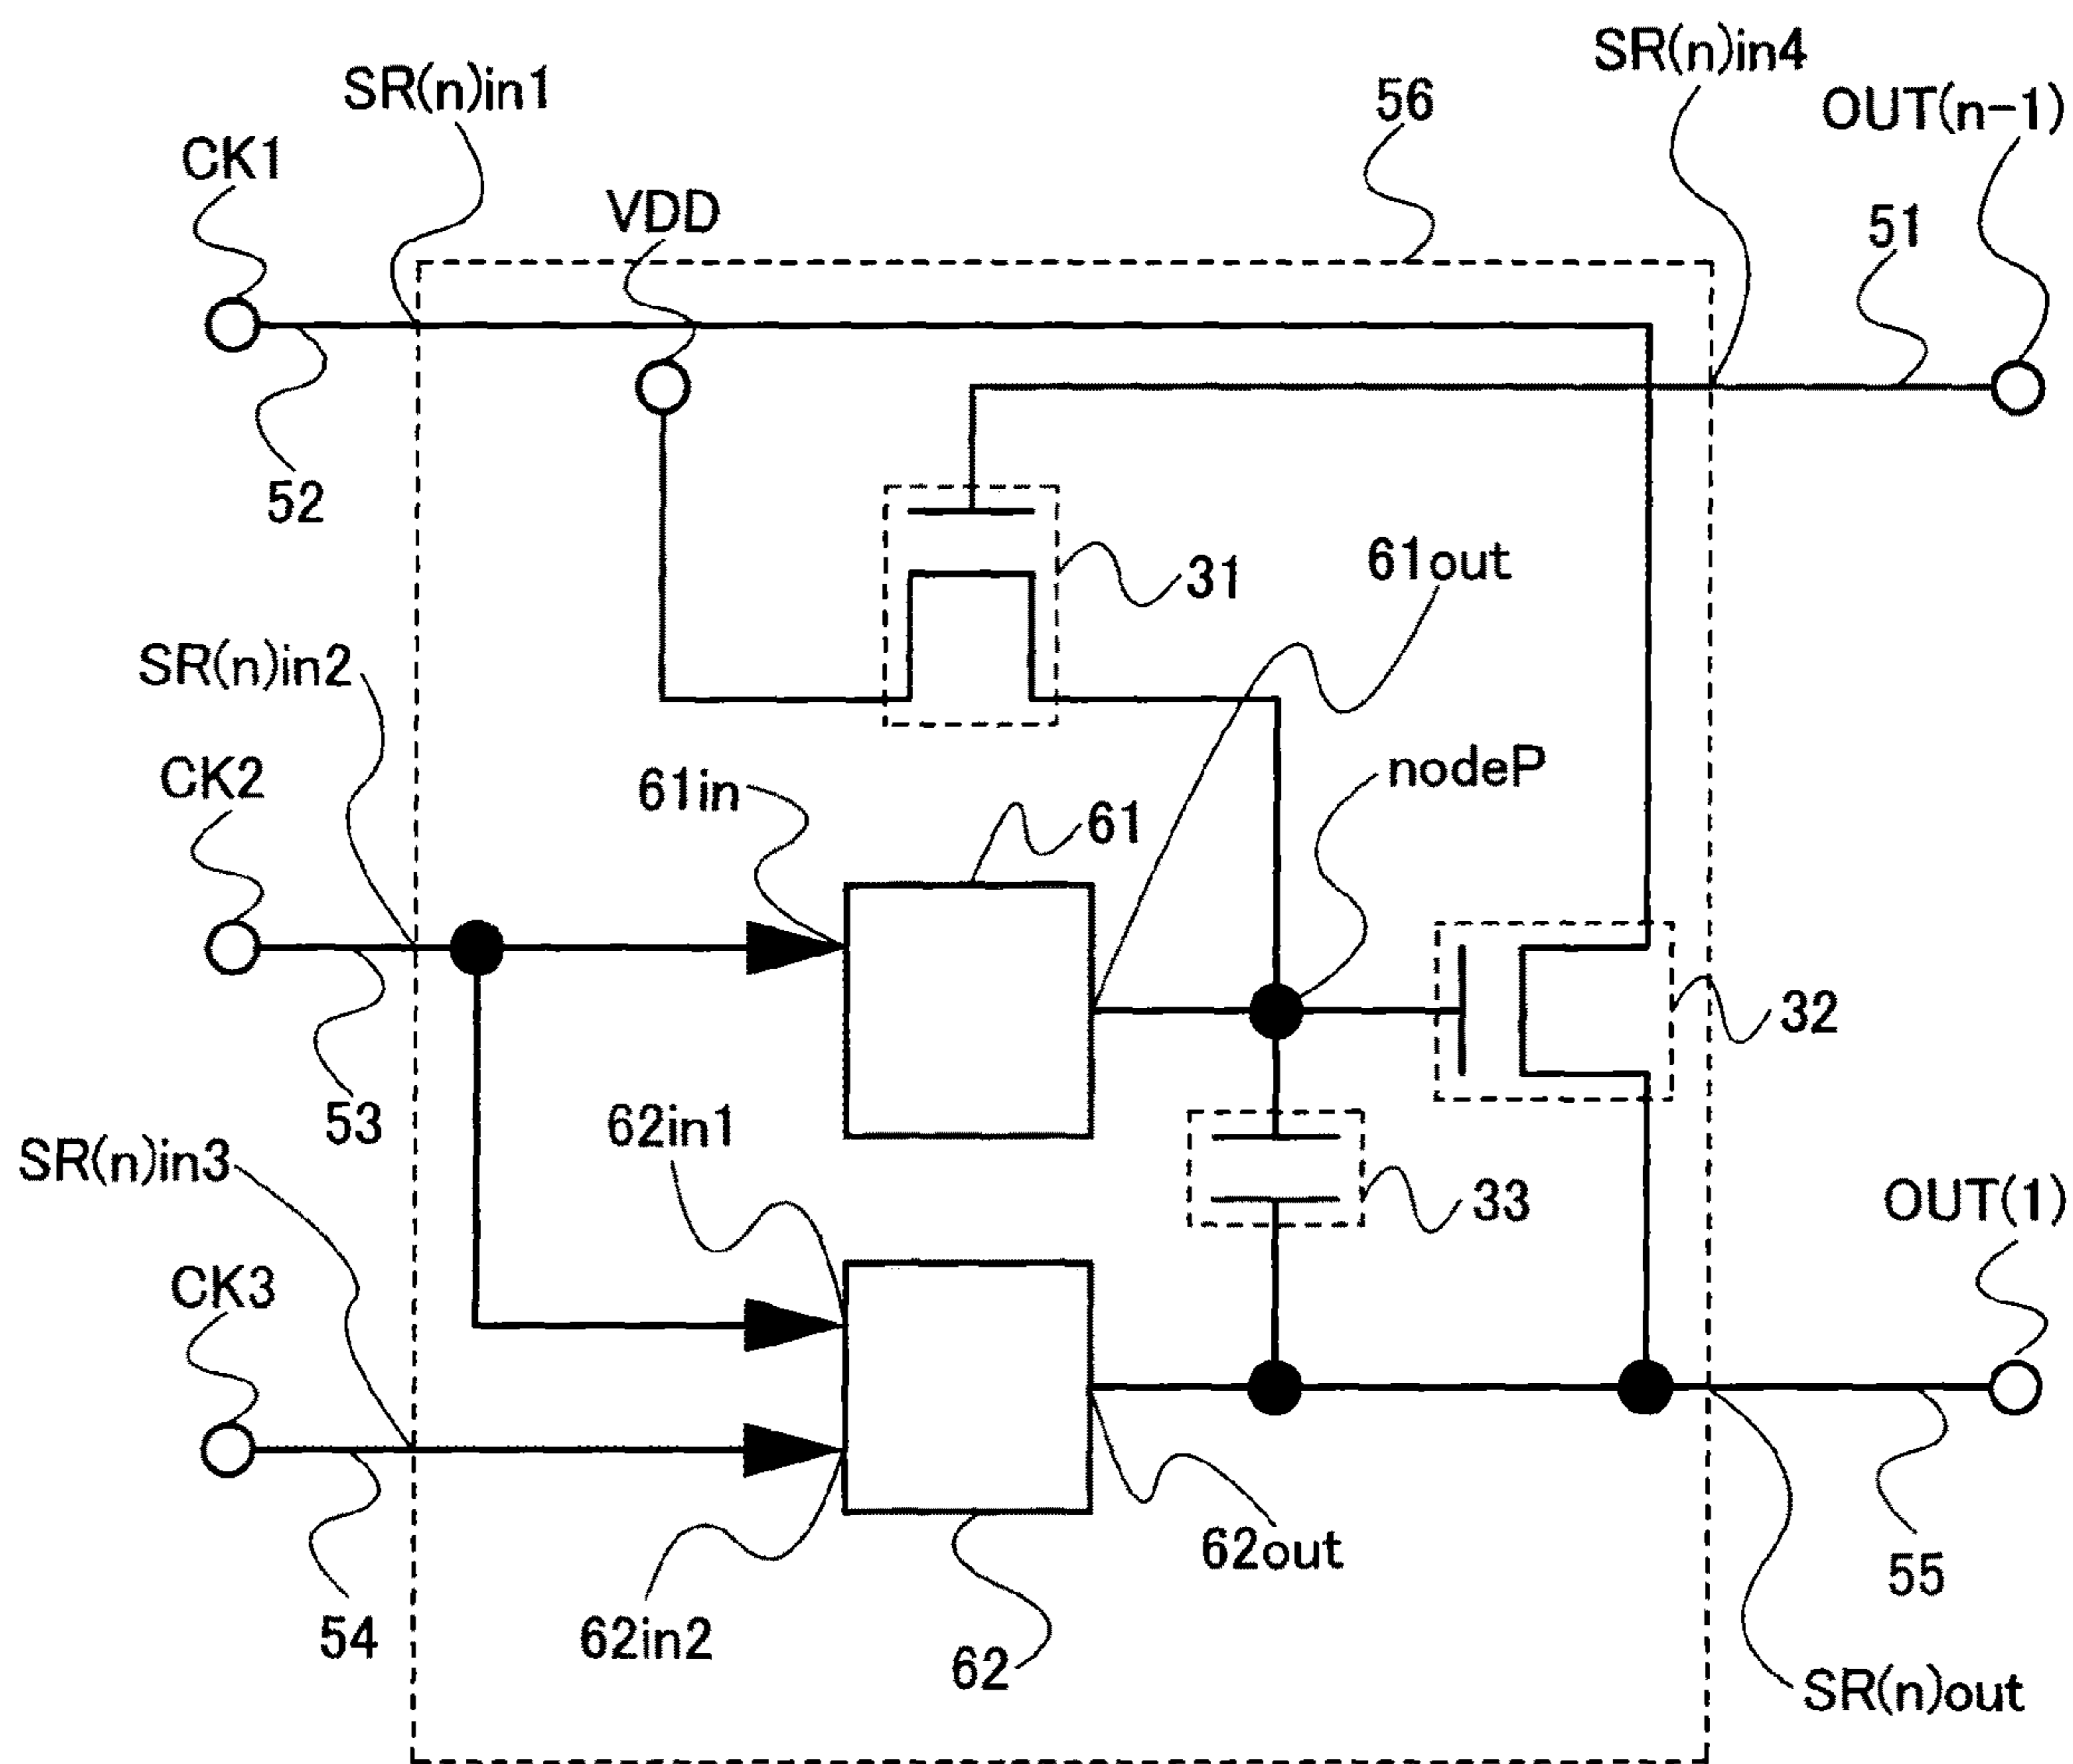 SR(n)in4
SR(n)in1
56
OUT(n-1)
CK1
VDD
51
52
61out
31
SR(n)in2
nodeP
CK2
61in
61
32
53
62in1
SR(n)in3
33
OUT(1)
CK3
62out
55
54
62in2
62
SR(n)out